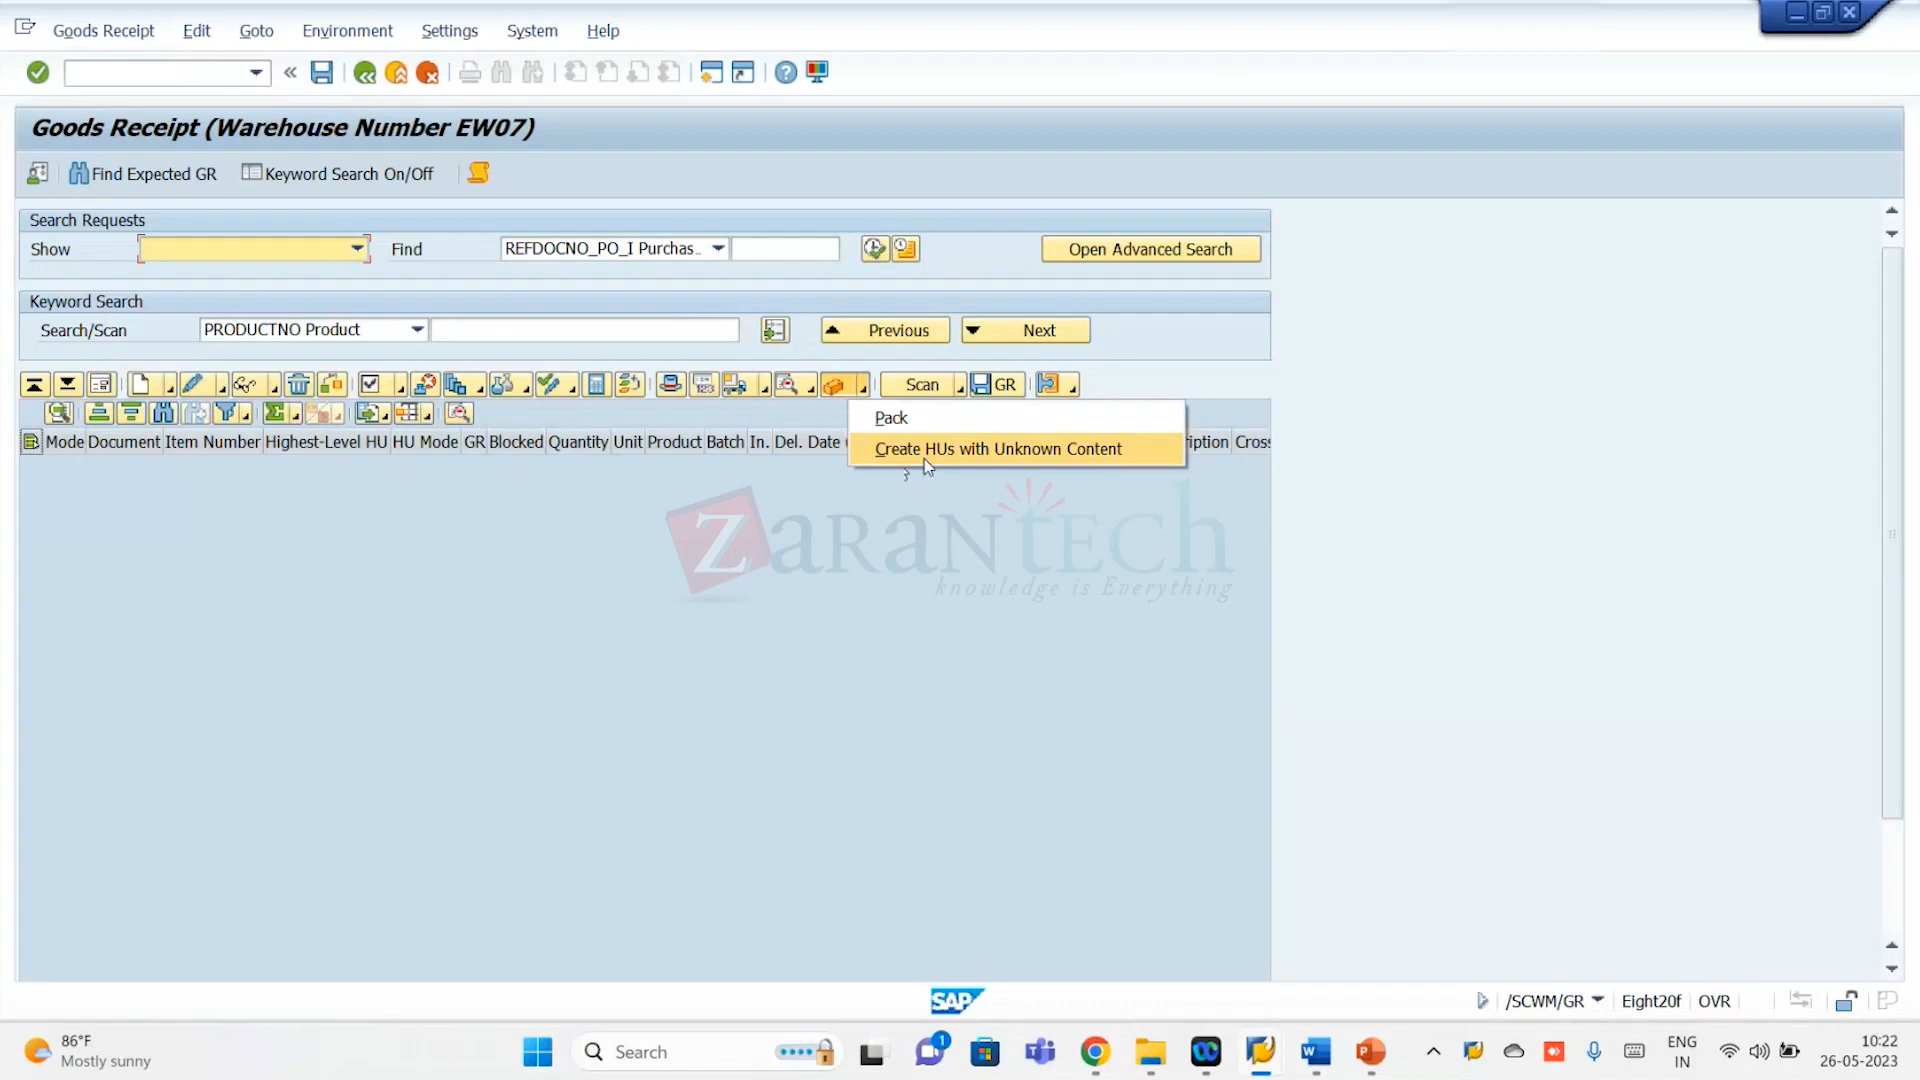 Goods Receipt Edit Goto Environment Settings System Help
Goods Receipt (Warehouse Number EW07)
Find Expected GR Keyword Search On/Off
Search Requests
Show Find REFDOCNO_PO_I Purchas.. Open Advanced Search
Keyword Search
Search/Scan PRODUCTNO Product Previous Next
Scan GR
Pack
Mode Document Item Number Highest-Level HU HU Mode GR Blocked Quantity Unit Product Batch In. Del. Date
Create HUs with Unknown Content
ription Cross
ZaranTech
knowledge is Everything
SAP /SCWM/GR Eight20f OVR
86°F
Mostly sunny
Search
1
ENG
IN
10:22
26-05-2023